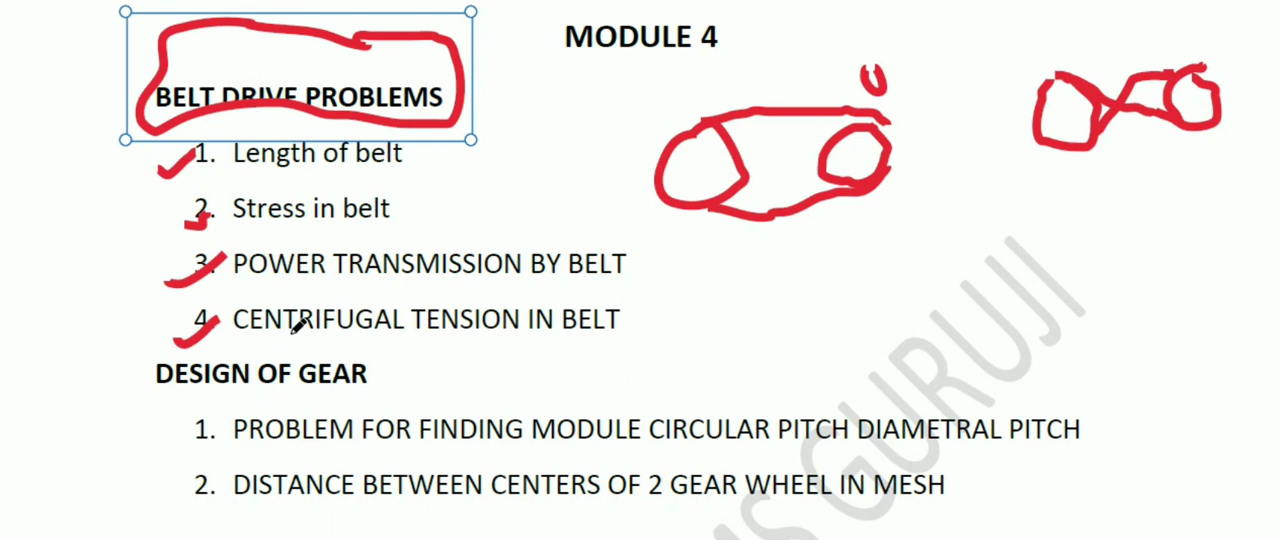 MODULE 4
BELT DRIVE PROBLEMS
1. Length of belt
2. Stress in belt
3. POWER TRANSMISSION BY BELT
4. CENTRIFUGAL TENSION IN BELT
DESIGN OF GEAR
1. PROBLEM FOR FINDING MODULE CIRCULAR PITCH DIAMETRAL PITCH
2. DISTANCE BETWEEN CENTERS OF 2 GEAR WHEEL IN MESH
GURUJI